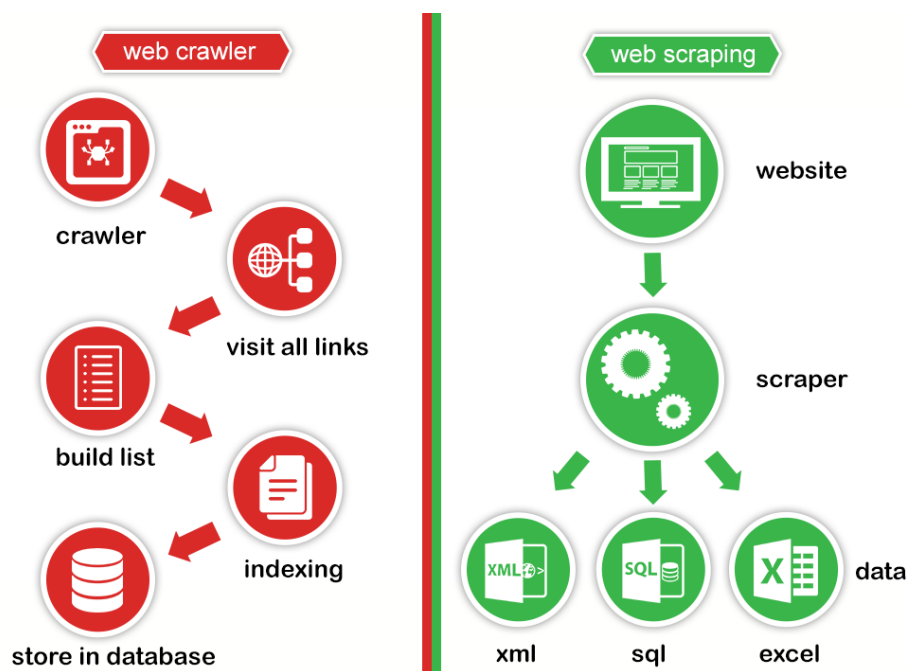 web crawler
crawler
visit all links
build list
indexing
store in database
web scraping
website
scraper
XML
SQL
X
data
xml
sql
excel